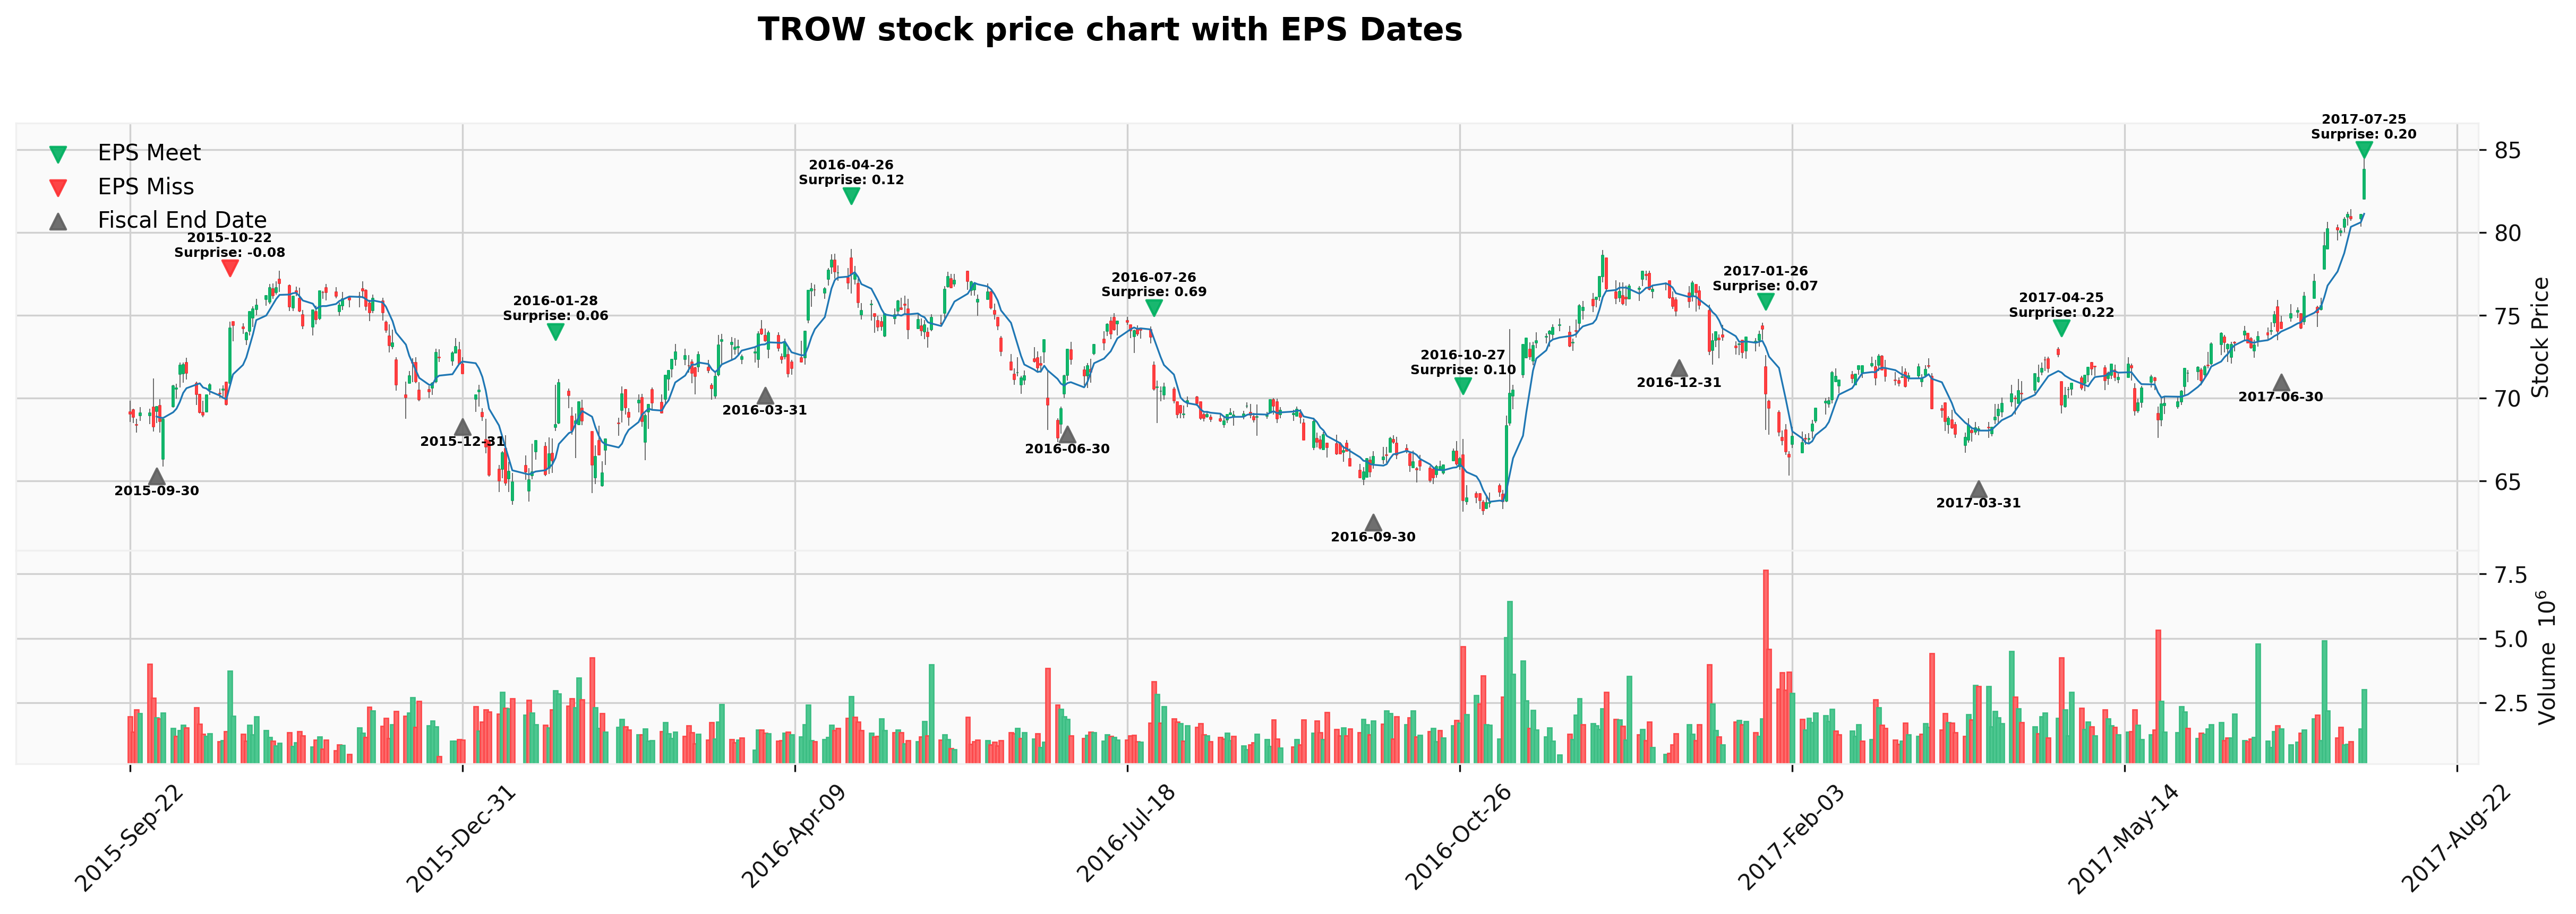 TROW stock price chart with EPS Dates
EPS Meet
EPS Miss
Fiscal End Date
2015-10-22
Surprise: -0.08
2016-01-28
Surprise: 0.06
2016-04-26
Surprise: 0.12
2016-07-26
Surprise: 0.69
2016-10-27
Surprise: 0.10
2017-01-26
Surprise: 0.07
2017-04-25
Surprise: 0.22
2017-07-25
Surprise: 0.20
2015-09-30
2015-12-31
2016-03-31
2016-06-30
2016-09-30
2016-12-31
2017-03-31
2017-06-30
85
80
75
70
65
Stock Price
7.5
5.0
2.5
Volume 10^6
2015-Sep-22
2015-Dec-31
2016-Apr-09
2016-Jul-18
2016-Oct-26
2017-Feb-03
2017-May-14
2017-Aug-22